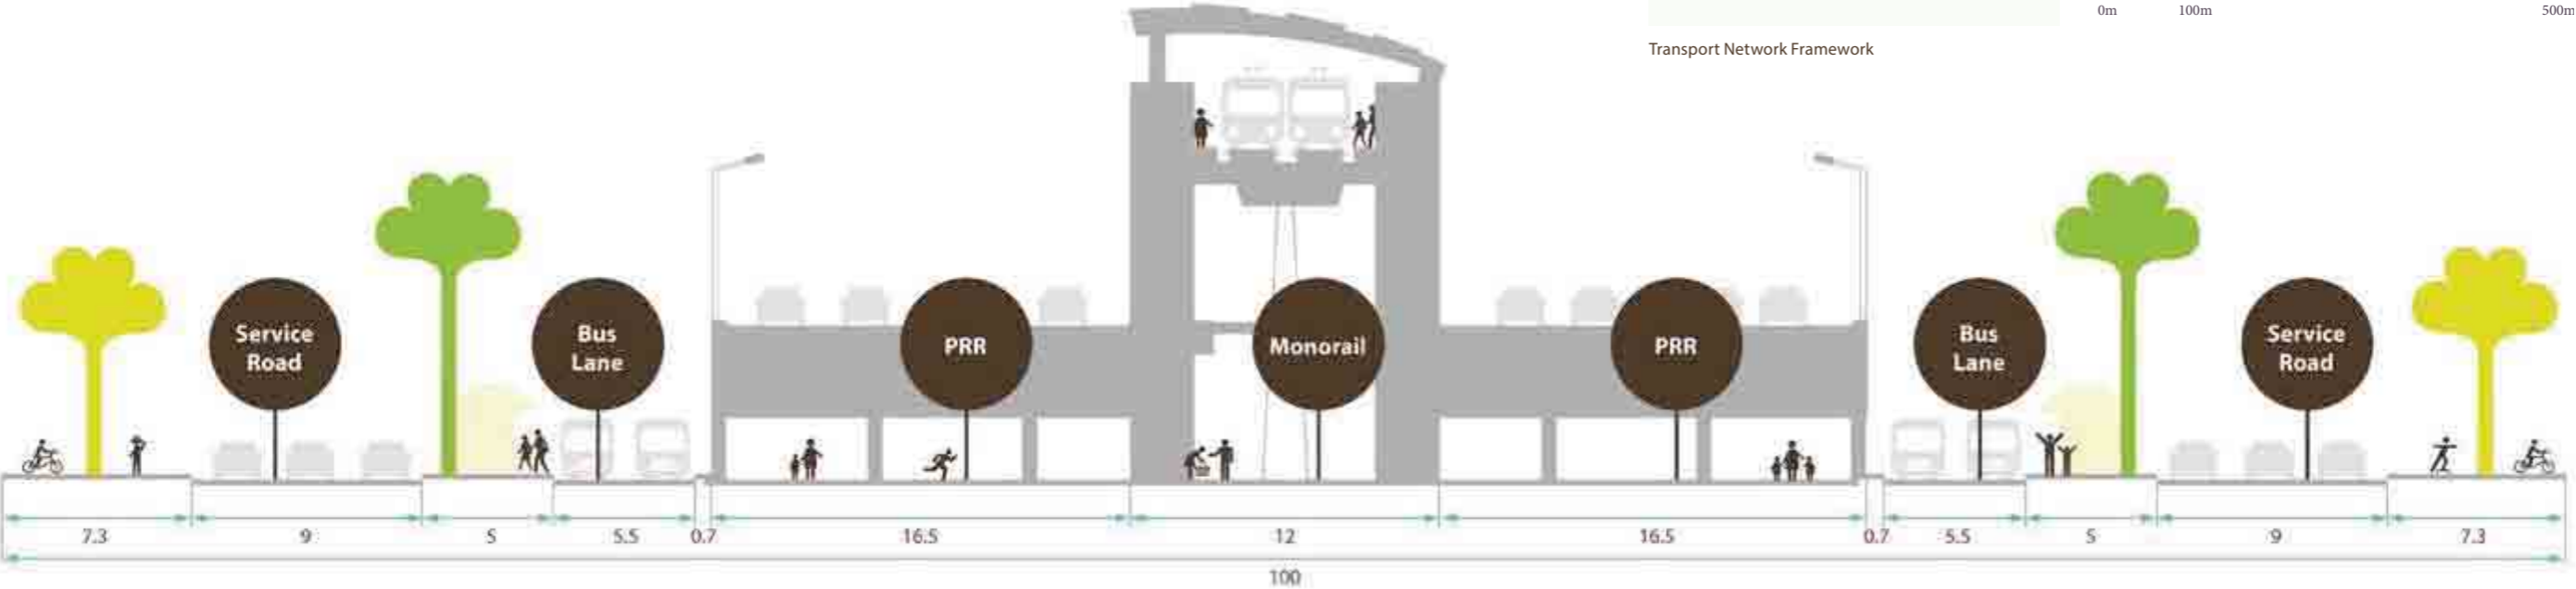 0m 100m 500m
Transport Network Framework
Service
Road
Bus
Lane
PRR
Monorail
PRR
Bus
Lane
Service
Road
7.3 9 5 5.5 0.7 16.5 12 16.5 0.7 5.5 5 9 7.3
100